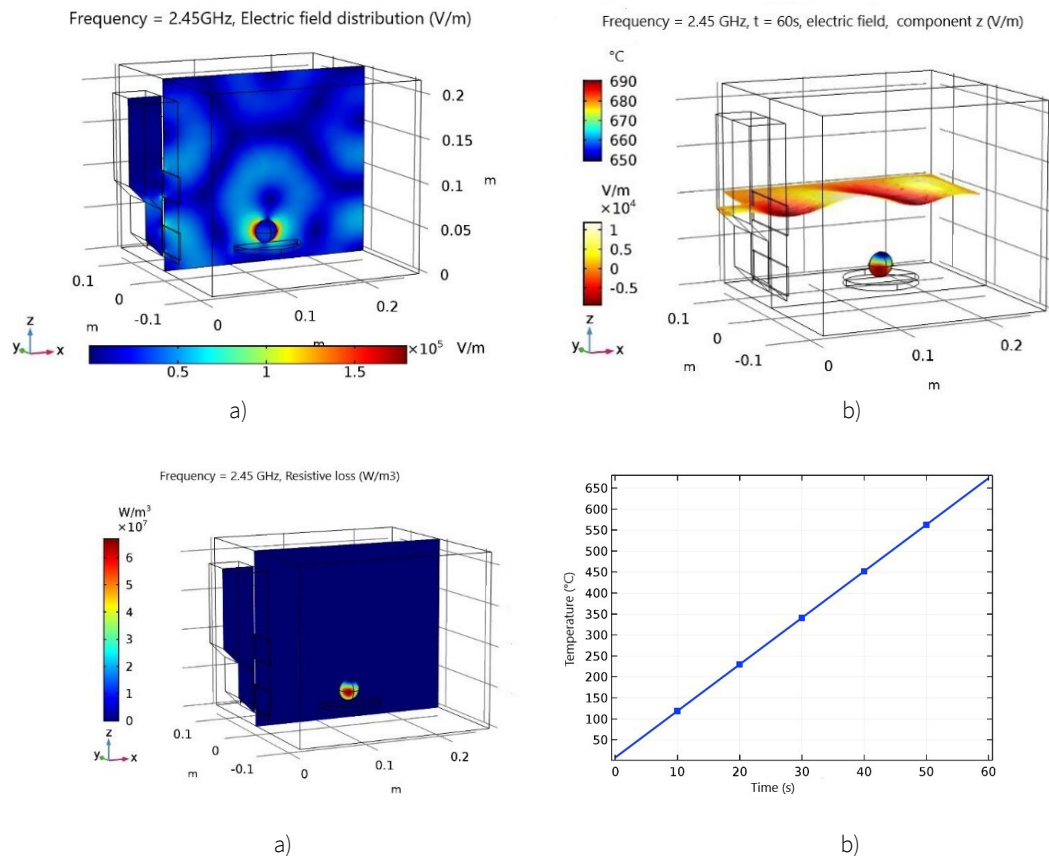 Frequency = 2.45GHz, Electric field distribution (V/m)
0.2
0.15
0.1
m
0.05
0
0.1
0
-0.1
m
0
0.1
0.2
m
z
y
x
0.5
1
1.5
×10⁵ V/m
a)
Frequency = 2.45 GHz, t = 60s, electric field, component z (V/m)
°C
690
680
670
660
650
V/m
×10⁴
1
0.5
0
-0.5
0.1
0
-0.1
m
0
0.1
0.2
m
z
y
x
b)
Frequency = 2.45 GHz, Resistive loss (W/m3)
W/m³
×10⁷
6
5
4
3
2
1
0
0.1
0
-0.1
m
0
0.1
0.2
m
z
y
x
a)
Temperature (°C)
650
600
550
500
450
400
350
300
250
200
150
100
50
0
10
20
30
40
50
60
Time (s)
b)